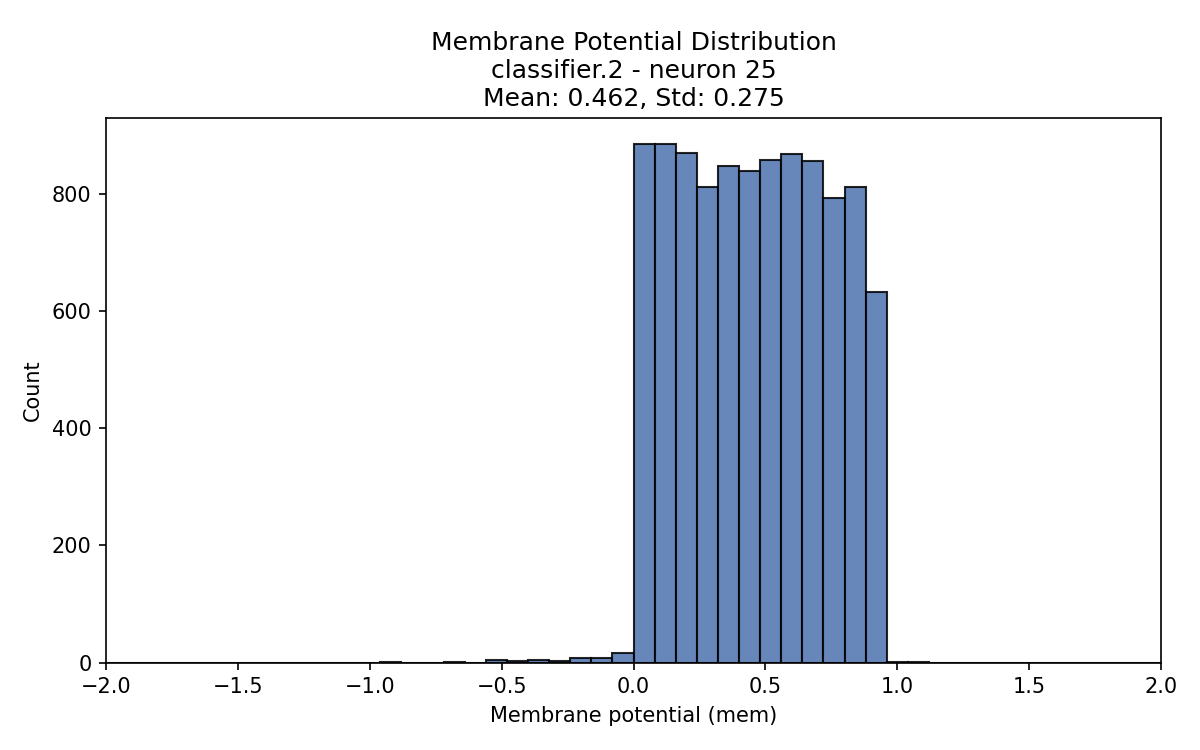 Membrane Potential Distribution
classifier.2 - neuron 25
Mean: 0.462, Std: 0.275
Count
800
600
400
200
0
−2.0 −1.5 −1.0 −0.5 0.0 0.5 1.0 1.5 2.0
Membrane potential (mem)